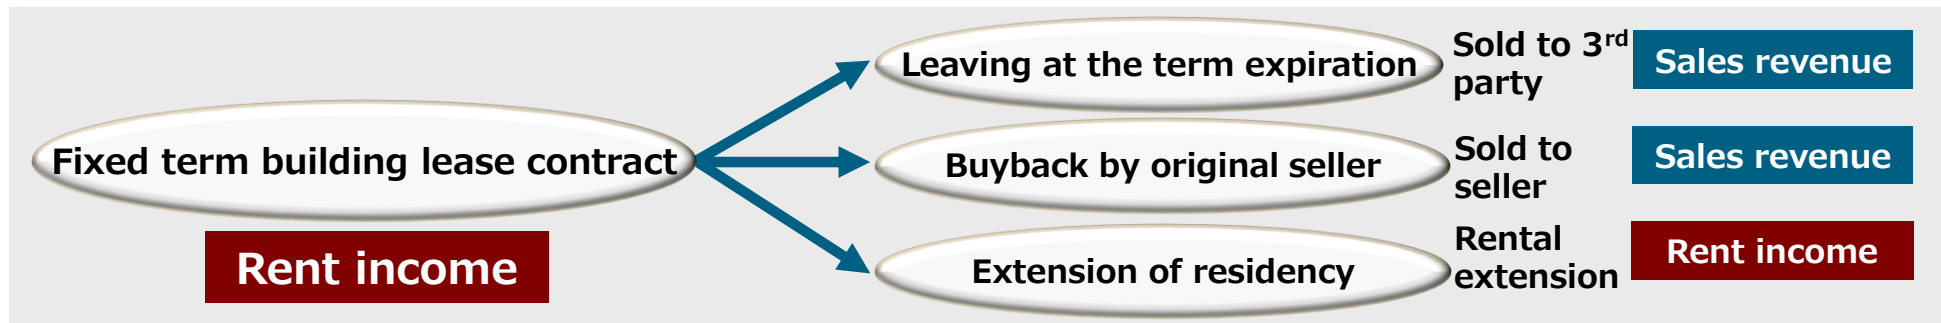 Fixed term building lease contract
Rent income
Leaving at the term expiration
Sold to 3rd
party
Sales revenue
Buyback by original seller
Sold to
seller
Sales revenue
Extension of residency
Rental
extension
Rent income